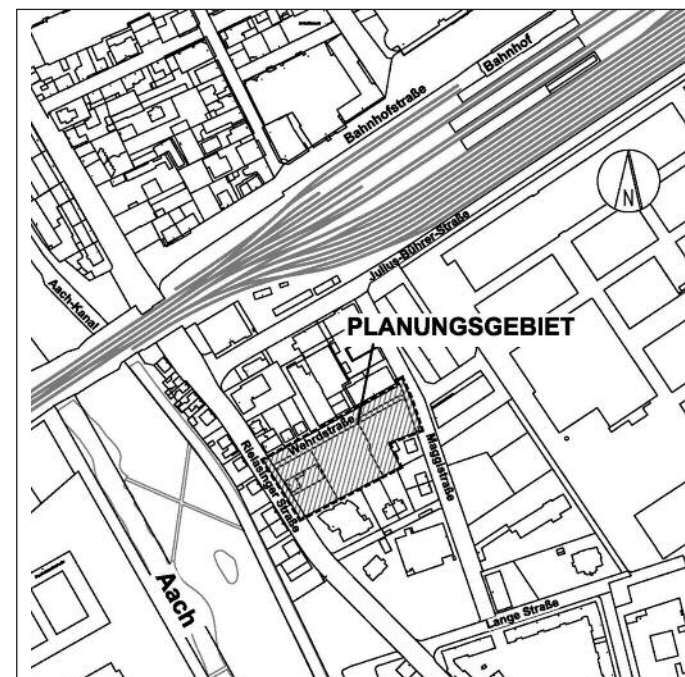 Bahnhof
Bahnhofstraße
Julius-Bührer-Straße
Aach-Kanal
PLANUNGSGEBIET
Wehrdstraße
Rielasinger Straße
Maggistraße
Aach
Lange Straße
N